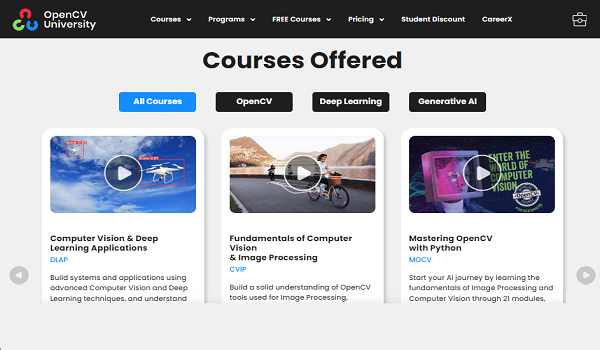 OpenCV
University
Courses Programs FREE Courses Pricing Student Discount CareerX
Courses Offered
All Courses OpenCV Deep Learning Generative AI
ENTER THE
WORLD OF
COMPUTER
VISION
Computer Vision & Deep
Learning Applications
DLAP
Build systems and applications using
advanced Computer Vision and Deep
Learning techniques, and understand
Fundamentals of Computer
Vision
& Image Processing
CVIP
Build a solid understanding of OpenCV
tools used for Image Processing,
Mastering OpenCV
with Python
MOCV
Start your AI journey by learning the
fundamentals of Image Processing and
Computer Vision through 21 modules,